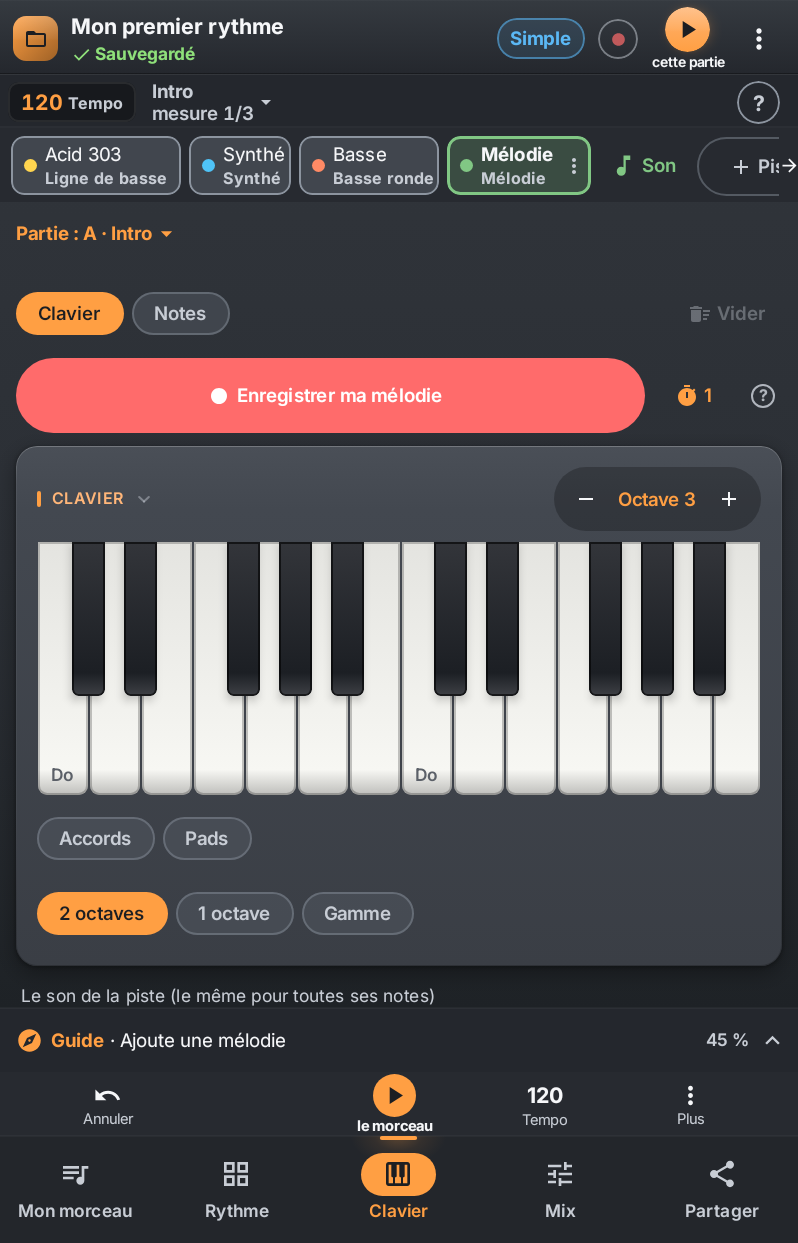 Mon premier rythme
Sauvegardé
Simple
cette partie
120 Tempo
Intro
mesure 1/3
?
Acid 303
Ligne de basse
Synthé
Synthé
Basse
Basse ronde
Mélodie
Mélodie
Son
+ Pis
Partie : A · Intro
Clavier
Notes
Vider
Enregistrer ma mélodie
1
?
CLAVIER
− Octave 3 +
Do
Do
Accords
Pads
2 octaves
1 octave
Gamme
Le son de la piste (le même pour toutes ses notes)
Guide · Ajoute une mélodie
45 %
Annuler
le morceau
120
Tempo
Plus
Mon morceau
Rythme
Clavier
Mix
Partager